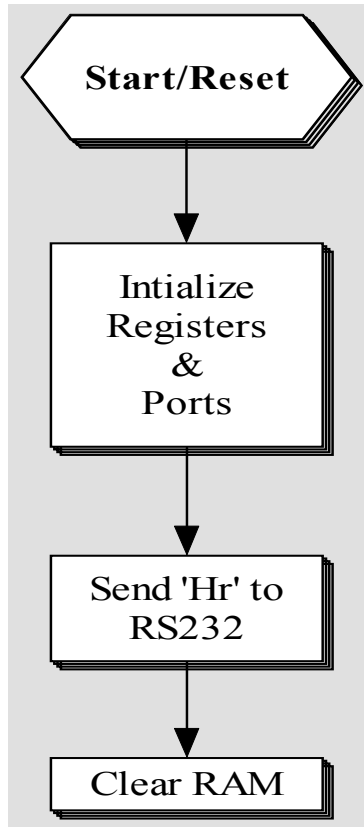 Start/Reset
Intialize
Registers
&
Ports
Send 'Hr' to
RS232
Clear RAM